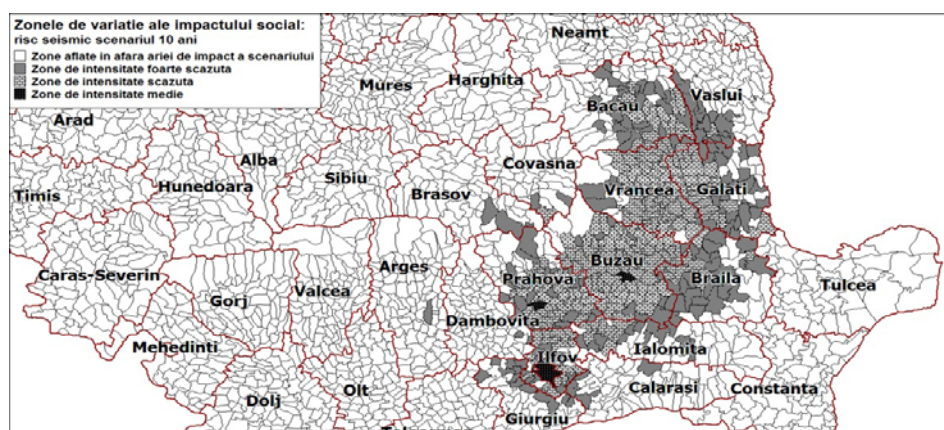 Zonele de variatie ale impactului social:
risc seismic scenariul 10 ani
Zone aflate in afara ariei de impact a scenariului
Zone de intensitate foarte scazuta
Zone de intensitate scazuta
Zone de intensitate medie
Neamt
Mures
Harghita
Bacau
Vaslui
Arad
Alba
Covasna
Timis
Hunedoara
Sibiu
Brasov
Vrancea
Galati
Caras-Severin
Arges
Buzau
Prahova
Gorj
Valcea
Braila
Tulcea
Dambovita
Mehedinti
Ilfov
Ialomita
Dolj
Olt
Calarasi
Constanta
Giurgiu